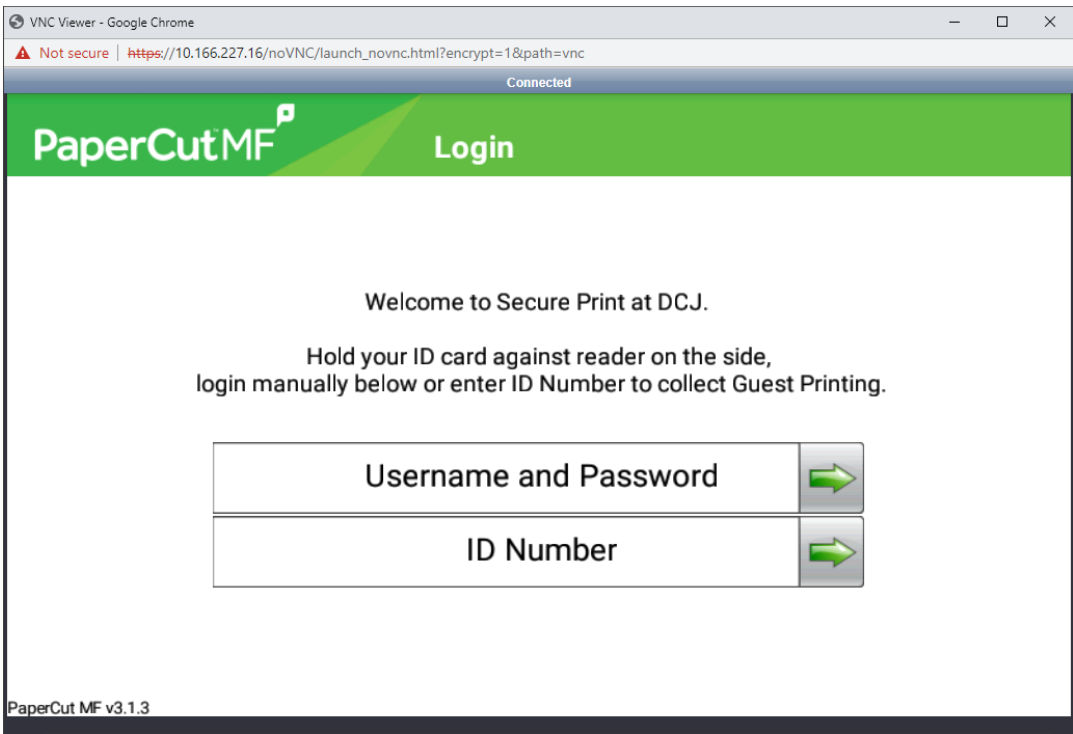 VNC Viewer - Google Chrome
Not secure | https://10.166.227.16/noVNC/launch_novnc.html?encrypt=1&path=vnc
Connected
PaperCut MF
Login
Welcome to Secure Print at DCJ.
Hold your ID card against reader on the side,
login manually below or enter ID Number to collect Guest Printing.
Username and Password
ID Number
PaperCut MF v3.1.3